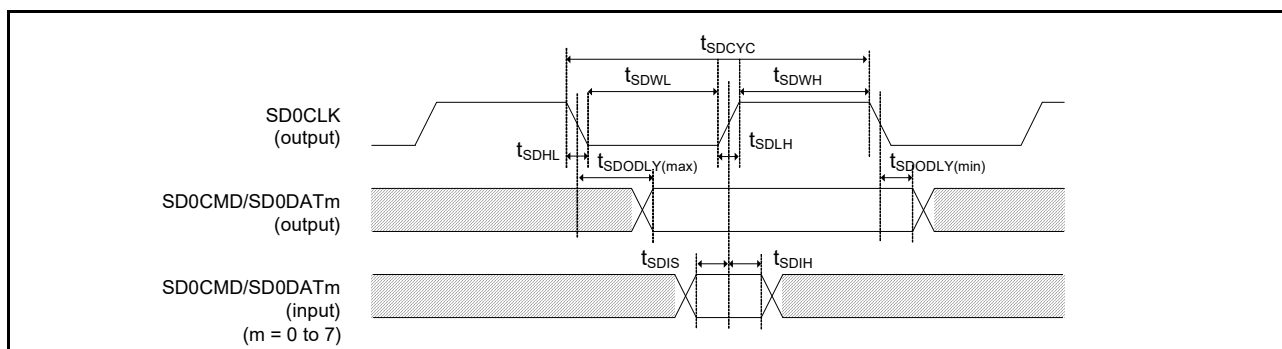 tSDCYC
tSDWL
tSDWH
SD0CLK
(output)
tSDHL
tSDLH
tSDODLY(max)
tSDODLY(min)
SD0CMD/SD0DATm
(output)
tSDIS
tSDIH
SD0CMD/SD0DATm
(input)
(m = 0 to 7)